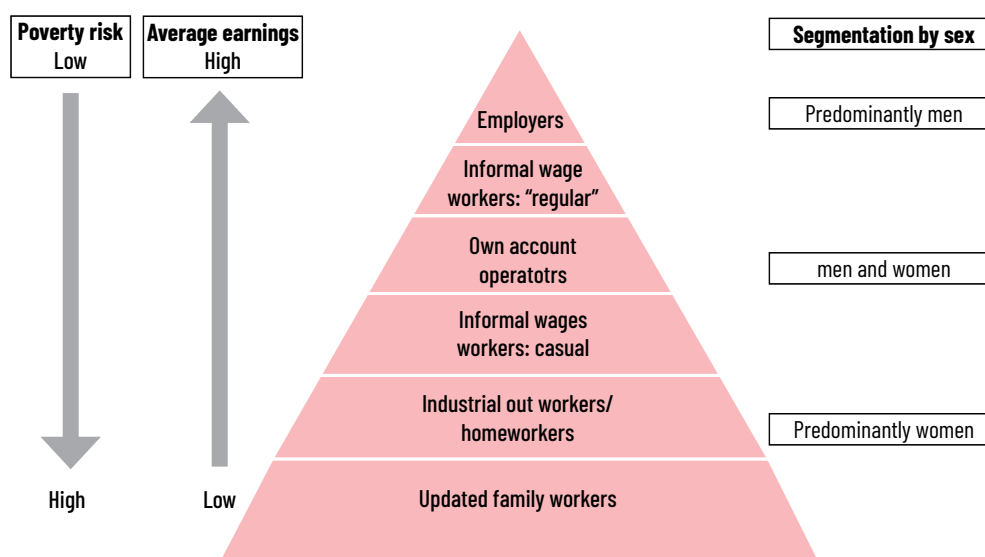 Poverty risk
Low
Average earnings
High
Segmentation by sex
Employers
Predominantly men
Informal wage
workers: “regular”
Own account
operatotrs
men and women
Informal wages
workers: casual
Industrial out workers/
homeworkers
Predominantly women
High
Low
Updated family workers